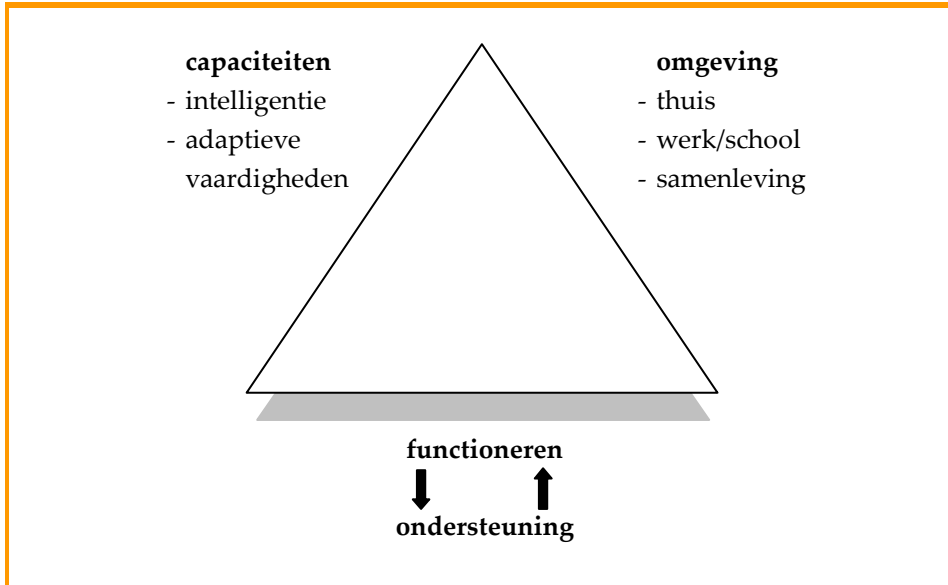 capaciteiten
- intelligentie
- adaptieve
vaardigheden
omgeving
- thuis
- werk/school
- samenleving
functioneren
ondersteuning